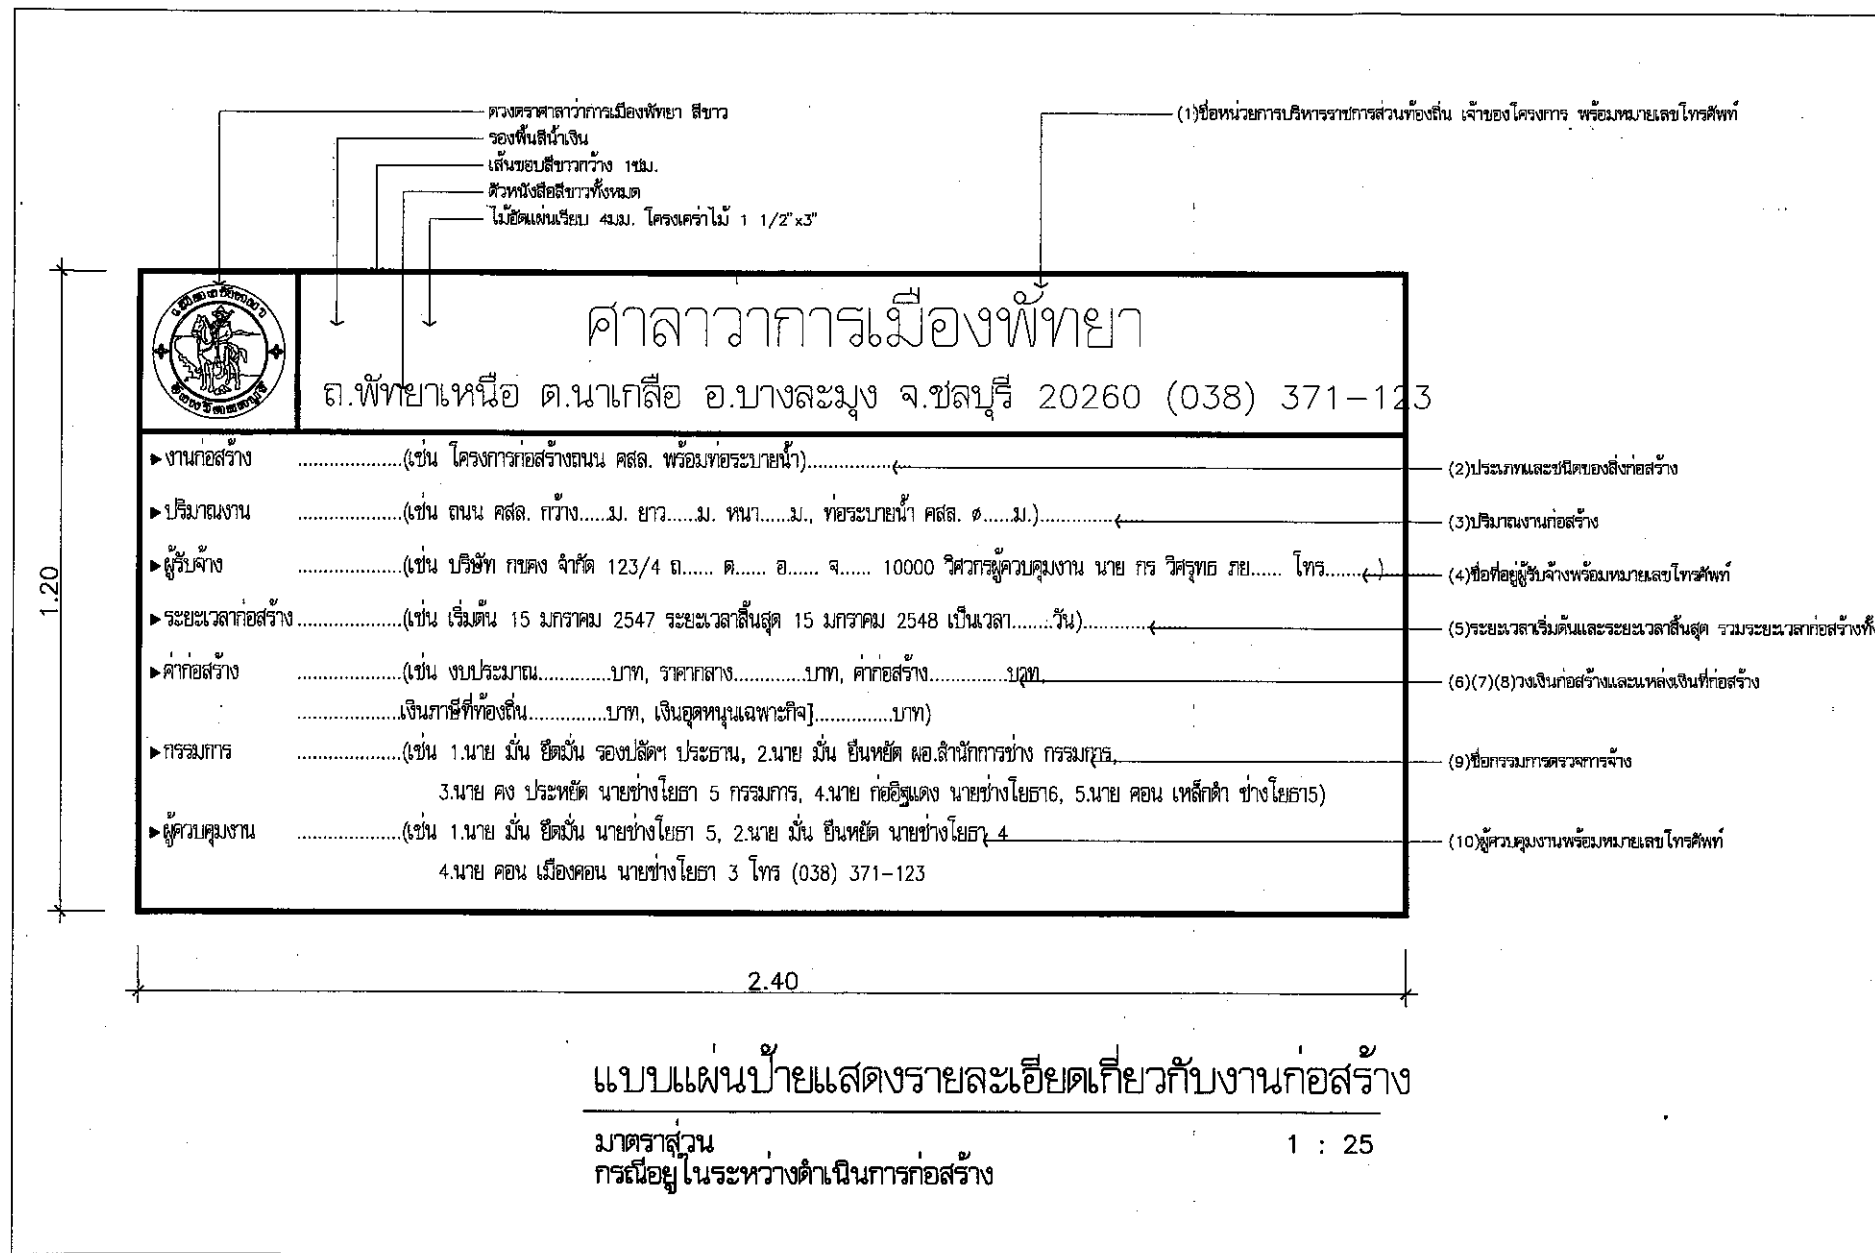 ดวงตราศาลาว่าการเมืองพัทยา สีขาว
รองพื้นสีน้ำเงิน
เส้นขอบสีขาวกว้าง 1ซม.
ตัวหนังสือสีขาวทั้งหมด
ไม้อัดแผ่นเรียบ 4มม. โครงเคร่าไม้ 1 1/2"x3"
(1)ชื่อหน่วยการบริหารราชการส่วนท้องถิ่น เจ้าของโครงการ พร้อมหมายเลขโทรศัพท์
ศาลาวาการเมืองพัทยา
ถ.พัทยาเหนือ ต.นาเกลือ อ.บางละมุง จ.ชลบุรี 20260 (038) 371-123
▸งานก่อสร้าง ...................(เช่น โครงการก่อสร้างถนน คสล. พร้อมท่อระบายน้ำ)................
(2)ประเภทและชนิดของสิ่งก่อสร้าง
▸ปริมาณงาน ...................(เช่น ถนน คสล. กว้าง.....ม. ยาว.....ม. หนา.....ม., ท่อระบายน้ำ คสล. ø.....ม.).............
(3)ปริมาณงานก่อสร้าง
▸ผู้รับจ้าง ...................(เช่น บริษัท กขคง จำกัด 123/4 ถ...... ต...... อ...... จ...... 10000 วิศวกรผู้ควบคุมงาน นาย กร วิศรุทธ ภย...... โทร.......)
(4)ชื่อที่อยู่ผู้รับจ้างพร้อมหมายเลขโทรศัพท์
▸ระยะเวลาก่อสร้าง...................(เช่น เริ่มต้น 15 มกราคม 2547 ระยะเวลาสิ้นสุด 15 มกราคม 2548 เป็นเวลา.......วัน)............
(5)ระยะเวลาเริ่มต้นและระยะเวลาสิ้นสุด รวมระยะเวลาก่อสร้างทั้ง
▸ค่าก่อสร้าง ...................(เช่น งบประมาณ.............บาท, ราคากลาง.............บาท, ค่าก่อสร้าง..............บาท,
(6)(7)(8)วงเงินก่อสร้างและแหล่งเงินที่ก่อสร้าง
...................เงินภาษีที่ท้องถิ่น..............บาท, เงินอุดหนุนเฉพาะกิจ]..............บาท)
▸กรรมการ ...................(เช่น 1.นาย มั่น ยึดมั่น รองปลัดฯ ประธาน, 2.นาย มั่น ยืนหยัด ผอ.สำนักการช่าง กรรมการ,
(9)ชื่อกรรมการตรวจการจ้าง
3.นาย คง ประหยัด นายช่างโยธา 5 กรรมการ, 4.นาย ก่ออิฐแดง นายช่างโยธา6, 5.นาย คอน เหล็กดำ ช่างโยธา5)
▸ผู้ควบคุมงาน ...................(เช่น 1.นาย มั่น ยึดมั่น นายช่างโยธา 5, 2.นาย มั่น ยืนหยัด นายช่างโยธา 4
(10)ผู้ควบคุมงานพร้อมหมายเลขโทรศัพท์
4.นาย คอน เมืองคอน นายช่างโยธา 3 โทร (038) 371-123
1.20
2.40
แบบแผ่นป้ายแสดงรายละเอียดเกี่ยวกับงานก่อสร้าง
มาตราส่วน 1 : 25
กรณีอยู่ในระหว่างดำเนินการก่อสร้าง